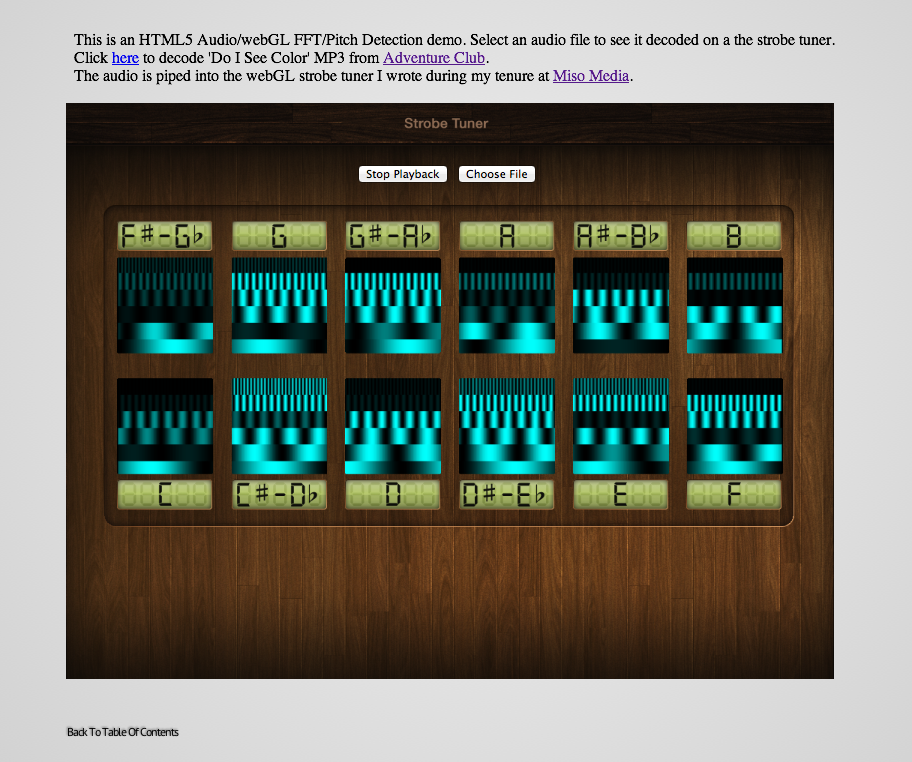 This is an HTML5 Audio/webGL FFT/Pitch Detection demo. Select an audio file to see it decoded on a the strobe tuner.
Click here to decode 'Do I See Color' MP3 from Adventure Club.
The audio is piped into the webGL strobe tuner I wrote during my tenure at Miso Media.
Strobe Tuner
Stop Playback Choose File
F#-G♭ G G#-A♭ A A#-B♭ B
C C#-D♭ D D#-E♭ E F
Back To Table Of Contents